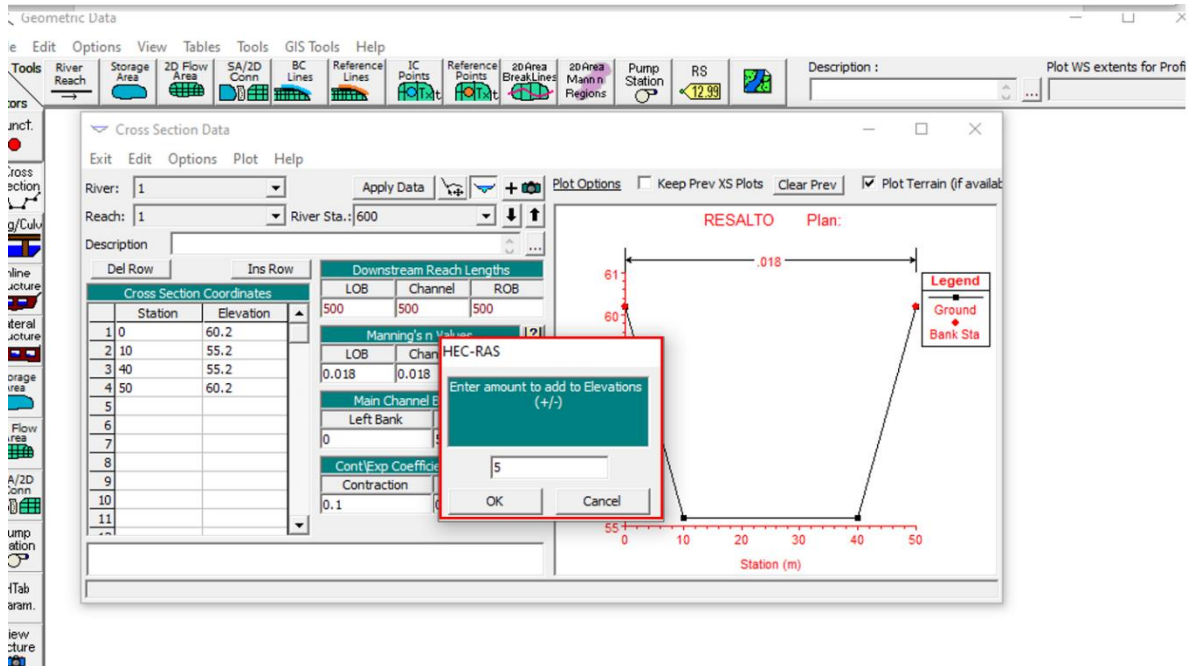 Geometric Data
Edit Options View Tables Tools GIS Tools Help
Tools
River Reach
Storage Area
2D Flow Area
SA/2D Conn
BC Lines
Reference Lines
IC Points
Reference Points
2D Area BreakLines
2D Area Mann n Regions
Pump Station
RS
12.99
Description :
...
Plot WS extents for Profi
Cross Section Data
Exit Edit Options Plot Help
River: 1
Apply Data
Plot Options
Keep Prev XS Plots
Clear Prev
Plot Terrain (if availab
Reach: 1
River Sta.: 600
Description
...
Del Row
Ins Row
Cross Section Coordinates
Station Elevation
1 0 60.2
2 10 55.2
3 40 55.2
4 50 60.2
5
6
7
8
9
10
11
Downstream Reach Lengths
LOB Channel ROB
500 500 500
Manning's n Values
LOB Chan
0.018 0.018
Main Channel B
Left Bank
0
Cont\Exp Coefficie
Contraction
0.1
HEC-RAS
Enter amount to add to Elevations
(+/-)
5
OK Cancel
RESALTO Plan:
.018
61
60
55
0 10 20 30 40 50
Station (m)
Legend
Ground
Bank Sta